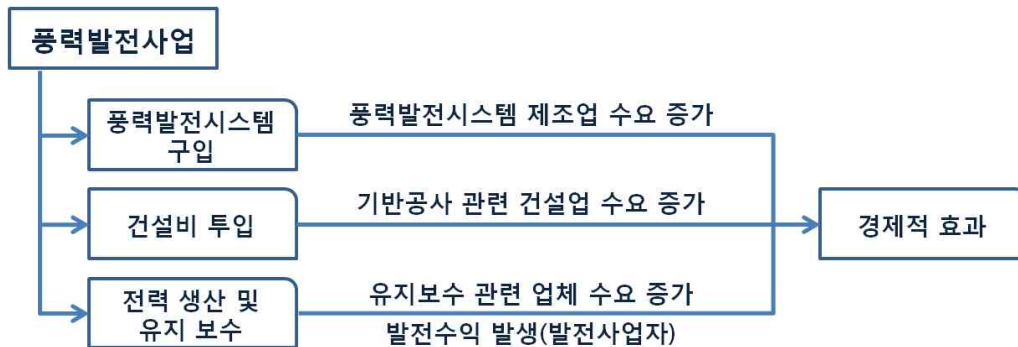 풍력발전사업
풍력발전시스템
구입
풍력발전시스템 제조업 수요 증가
건설비 투입
기반공사 관련 건설업 수요 증가
경제적 효과
전력 생산 및
유지 보수
유지보수 관련 업체 수요 증가
발전수익 발생(발전사업자)